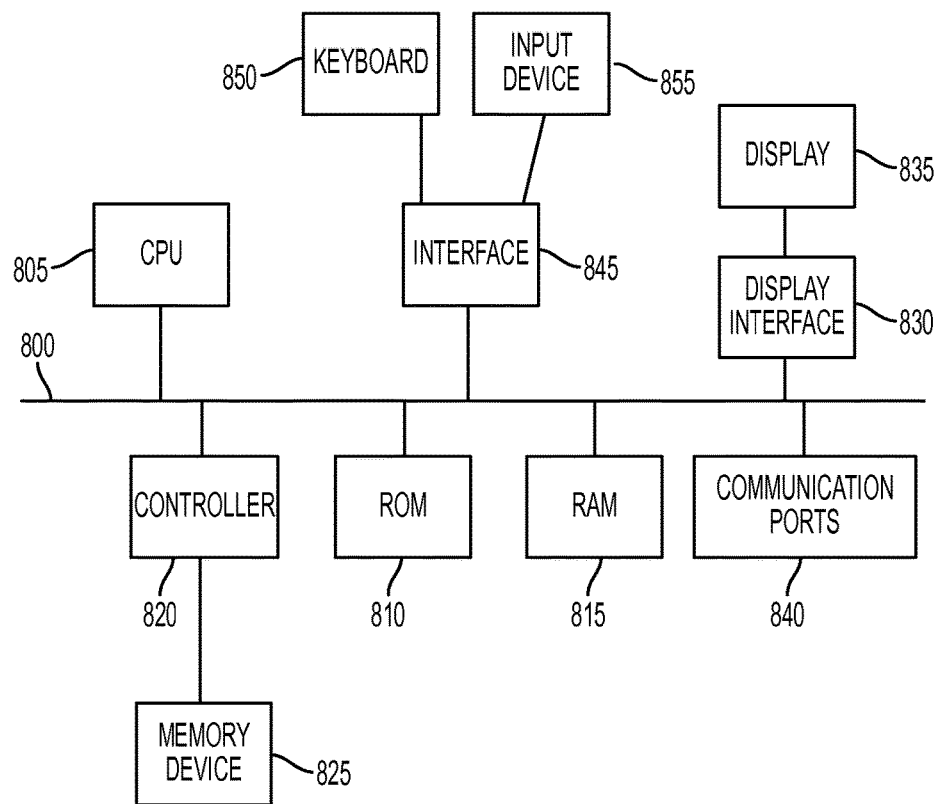 850
KEYBOARD
INPUT
DEVICE
855
DISPLAY
835
805
CPU
INTERFACE
845
DISPLAY
INTERFACE
830
800
CONTROLLER
ROM
RAM
COMMUNICATION
PORTS
820
810
815
840
MEMORY
DEVICE
825